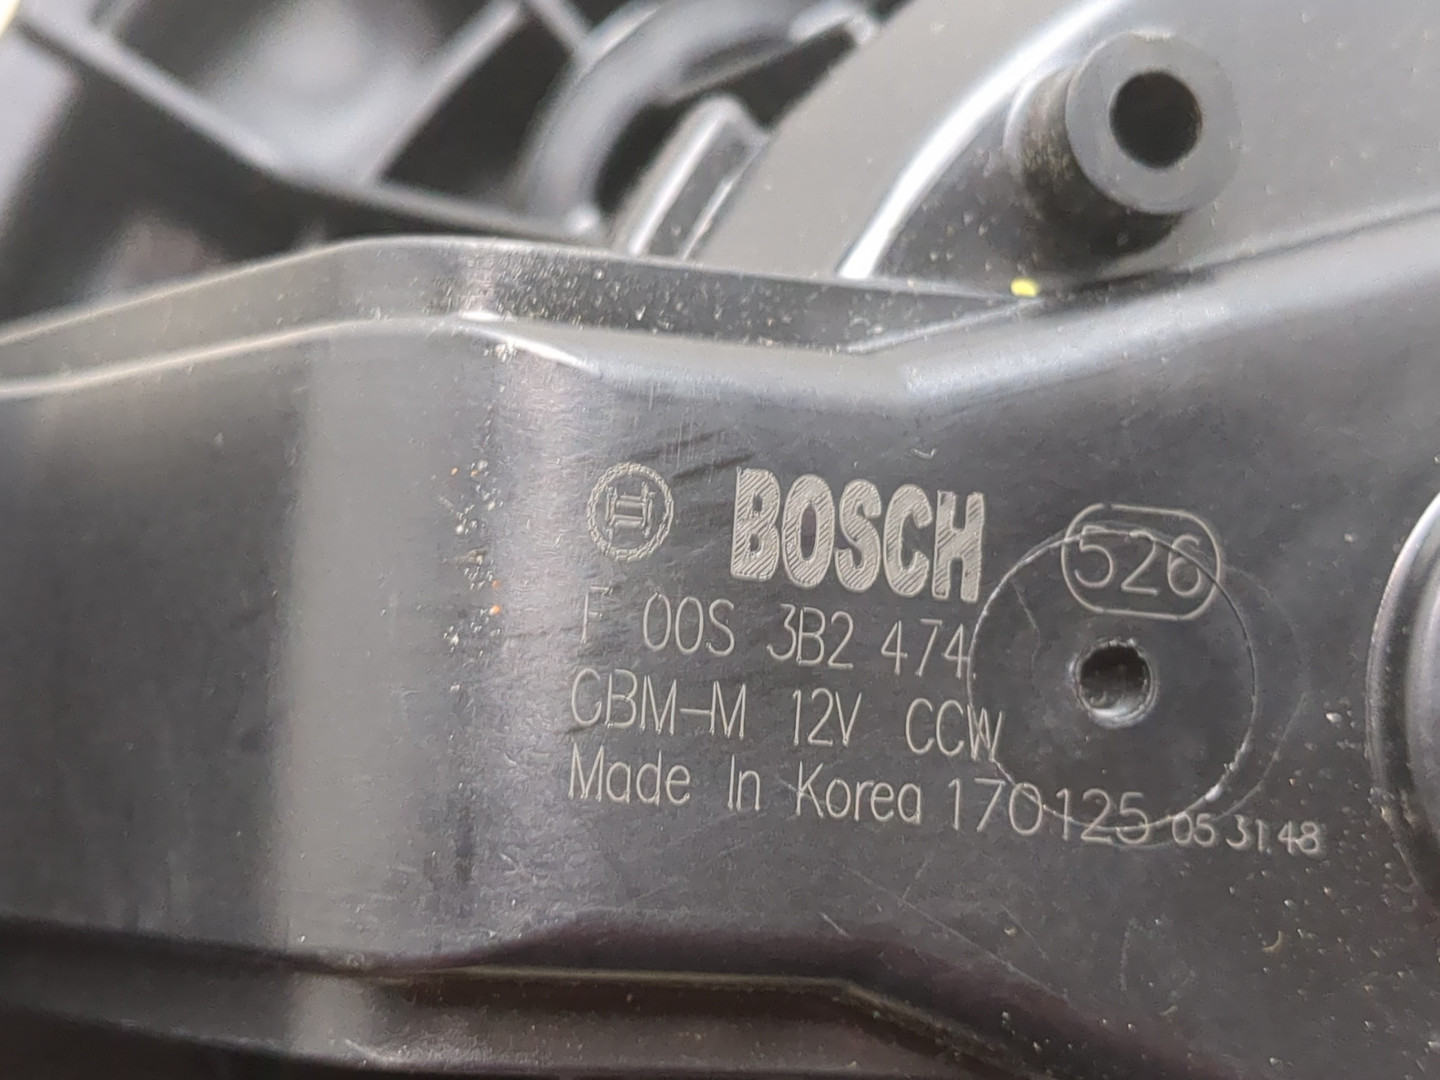 BOSCH 526
F 00S 3B2 474
CBM-M 12V CCW
Made In Korea 170125 05 31.48